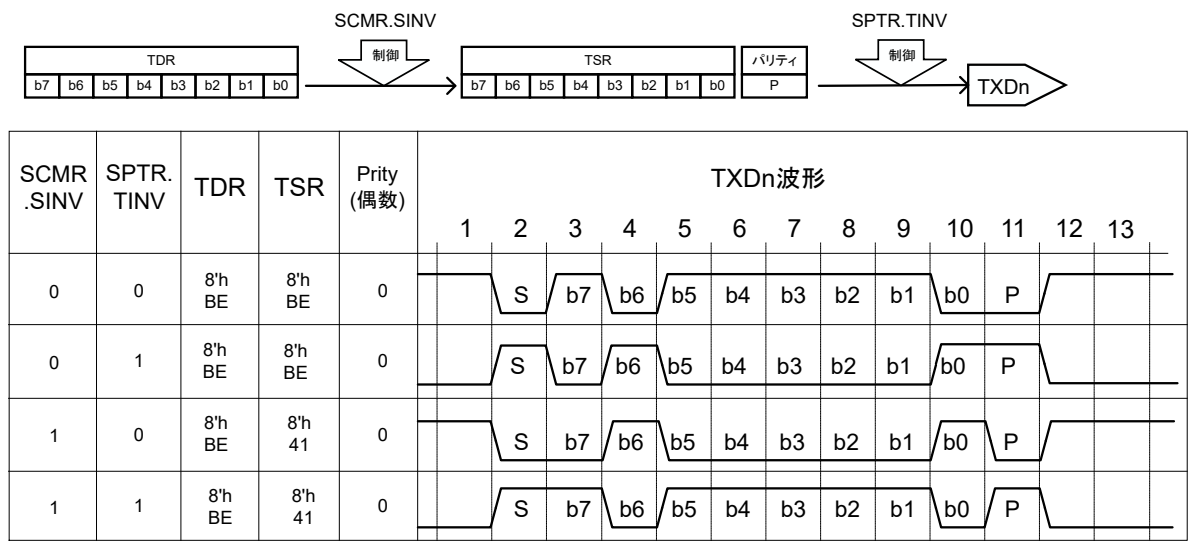 SCMR.SINV
SPTR.TINV
制御
制御
TDR
TSR
パリティ
b7 b6 b5 b4 b3 b2 b1 b0
b7 b6 b5 b4 b3 b2 b1 b0
P
TXDn
SCMR
.SINV
SPTR.
TINV
TDR
TSR
Prity
(偶数)
TXDn波形
1 2 3 4 5 6 7 8 9 10 11 12 13
0
0
8'h
BE
8'h
BE
0
S b7 b6 b5 b4 b3 b2 b1 b0 P
0
1
8'h
BE
8'h
BE
0
S b7 b6 b5 b4 b3 b2 b1 b0 P
1
0
8'h
BE
8'h
41
0
S b7 b6 b5 b4 b3 b2 b1 b0 P
1
1
8'h
BE
8'h
41
0
S b7 b6 b5 b4 b3 b2 b1 b0 P